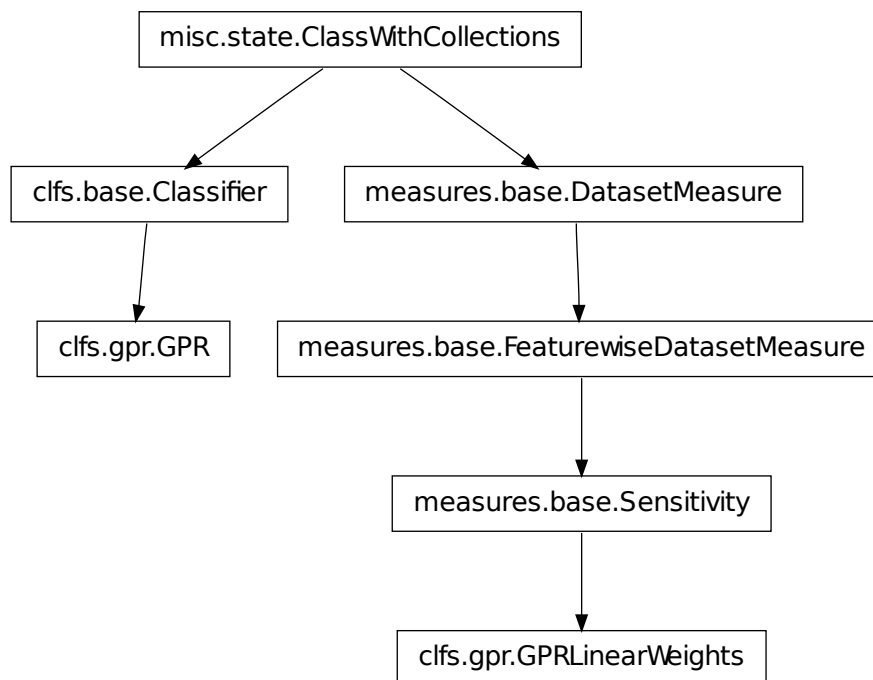 misc.state.ClassWithCollections
clfs.base.Classifier
measures.base.DatasetMeasure
clfs.gpr.GPR
measures.base.FeaturewiseDatasetMeasure
measures.base.Sensitivity
clfs.gpr.GPRLinearWeights